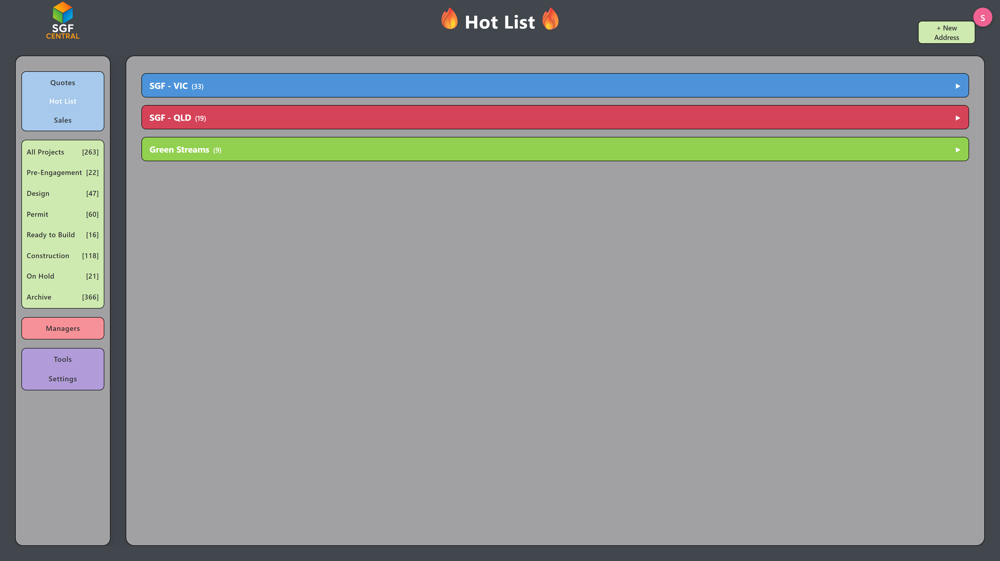 SGF
CENTRAL
🔥 Hot List 🔥
S
+ New
Address
Quotes
Hot List
Sales
All Projects [263]
Pre-Engagement [22]
Design [47]
Permit [60]
Ready to Build [16]
Construction [118]
On Hold [21]
Archive [366]
Managers
Tools
Settings
SGF - VIC (33)
SGF - QLD (19)
Green Streams (9)